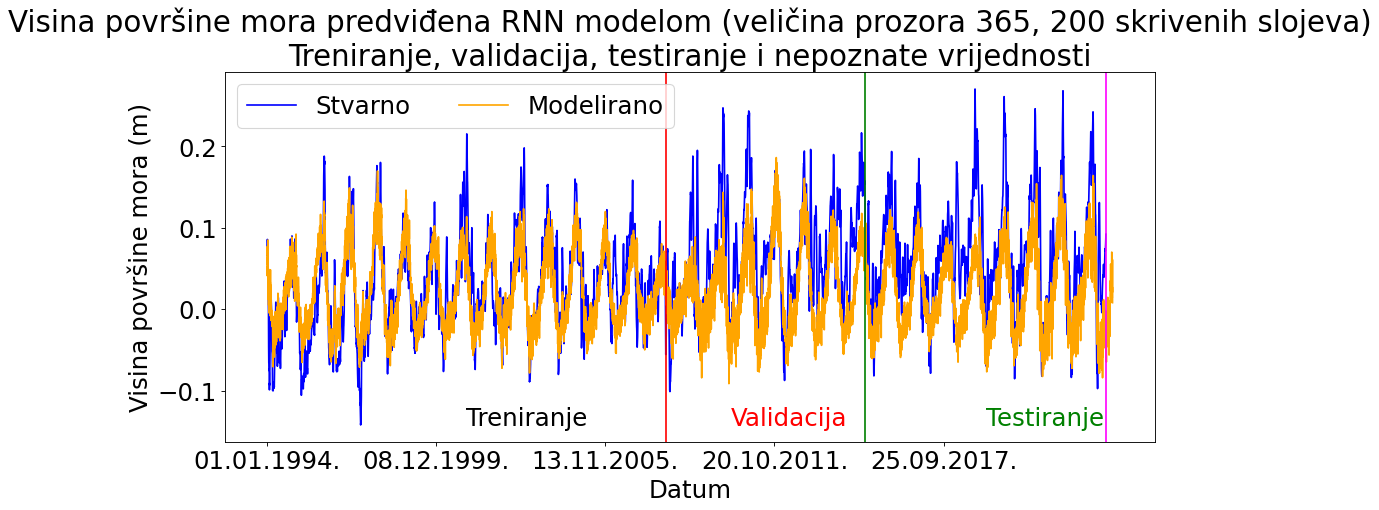 Visina površine mora predviđena RNN modelom (veličina prozora 365, 200 skrivenih slojeva)
Treniranje, validacija, testiranje i nepoznate vrijednosti
Stvarno Modelirano
Visina površine mora (m)
0.2
0.1
0.0
−0.1
Treniranje Validacija Testiranje
01.01.1994. 08.12.1999. 13.11.2005. 20.10.2011. 25.09.2017.
Datum